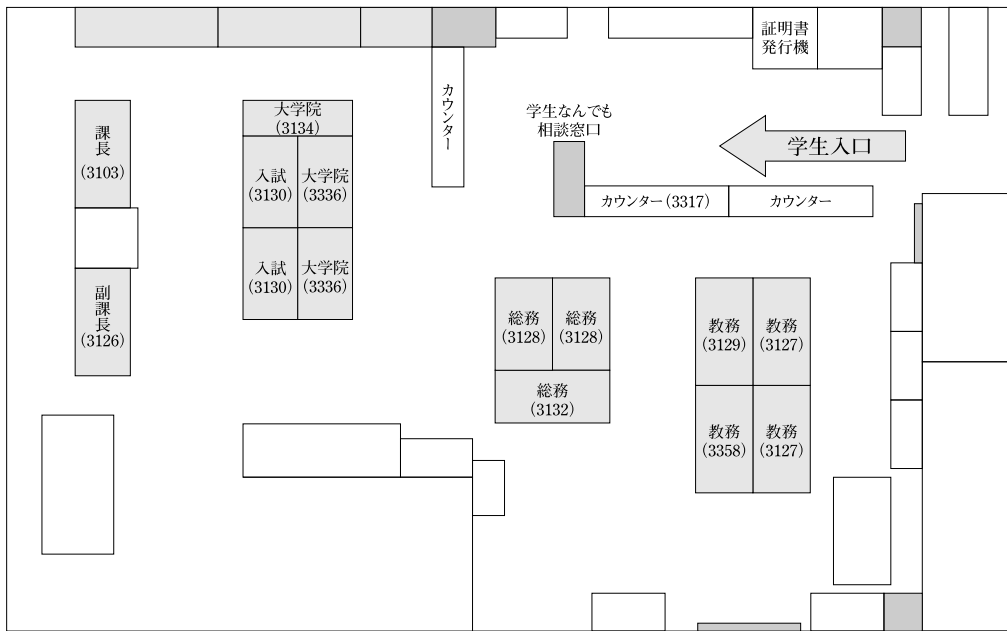 証明書
発行機
カウンター
学生なんでも
相談窓口
学生入口
カウンター(3317)
カウンター
課長
(3103)
副課長
(3126)
大学院
(3134)
入試
(3130)
大学院
(3336)
入試
(3130)
大学院
(3336)
総務
(3128)
総務
(3128)
総務
(3132)
教務
(3129)
教務
(3127)
教務
(3358)
教務
(3127)